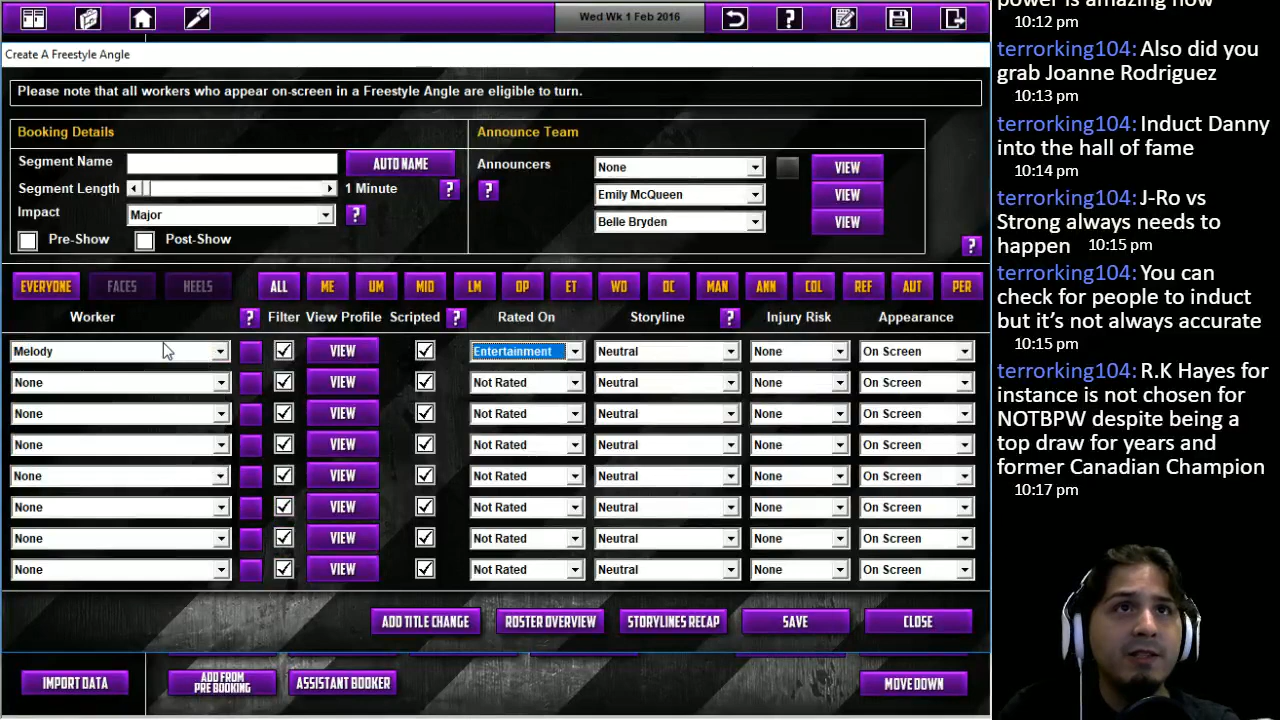 Wed Wk 1 Feb 2016
Create A Freestyle Angle
Please note that all workers who appear on-screen in a Freestyle Angle are eligible to turn.
Booking Details
Segment Name
AUTO NAME
Segment Length
1 Minute
?
Impact
Major
?
Pre-Show
Post-Show
Announce Team
Announcers
None
VIEW
?
Emily McQueen
VIEW
Belle Bryden
VIEW
?
EVERYONE FACES HEELS ALL ME UM MID LM OP ET WO OC MAN ANN COL REF AUT PER
Worker ? Filter View Profile Scripted ? Rated On Storyline ? Injury Risk Appearance
Melody VIEW Entertainment Neutral None On Screen
None VIEW Not Rated Neutral None On Screen
None VIEW Not Rated Neutral None On Screen
None VIEW Not Rated Neutral None On Screen
None VIEW Not Rated Neutral None On Screen
None VIEW Not Rated Neutral None On Screen
None VIEW Not Rated Neutral None On Screen
None VIEW Not Rated Neutral None On Screen
ADD TITLE CHANGE ROSTER OVERVIEW STORYLINES RECAP SAVE CLOSE
IMPORT DATA ADD FROM PRE BOOKING ASSISTANT BOOKER MOVE DOWN
power is amazing now
10:12 pm
terrorking104: Also did you
grab Joanne Rodriguez
10:13 pm
terrorking104: Induct Danny
into the hall of fame
10:14 pm
terrorking104: J-Ro vs
Strong always needs to
happen 10:15 pm
terrorking104: You can
check for people to induct
but it's not always accurate
10:15 pm
terrorking104: R.K Hayes for
instance is not chosen for
NOTBPW despite being a
top draw for years and
former Canadian Champion
10:17 pm